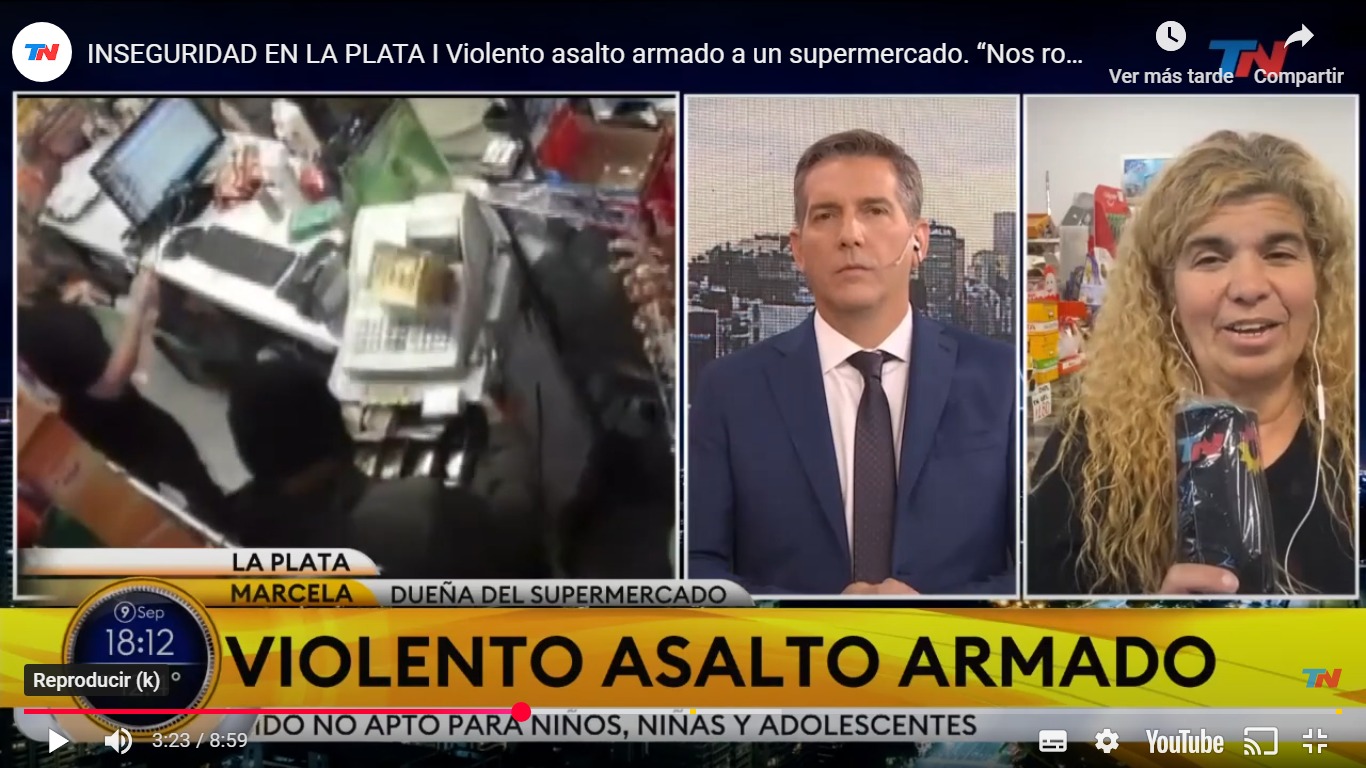 TN
INSEGURIDAD EN LA PLATA I Violento asalto armado a un supermercado. “Nos ro…
TN
Ver más tarde
Compartir
TN
LA PLATA
MARCELA
DUEÑA DEL SUPERMERCADO
9 Sep
18:12
VIOLENTO ASALTO ARMADO
TN
Reproducir (k)
IDO NO APTO PARA NIÑOS, NIÑAS Y ADOLESCENTES
3:23 / 8:59
YouTube